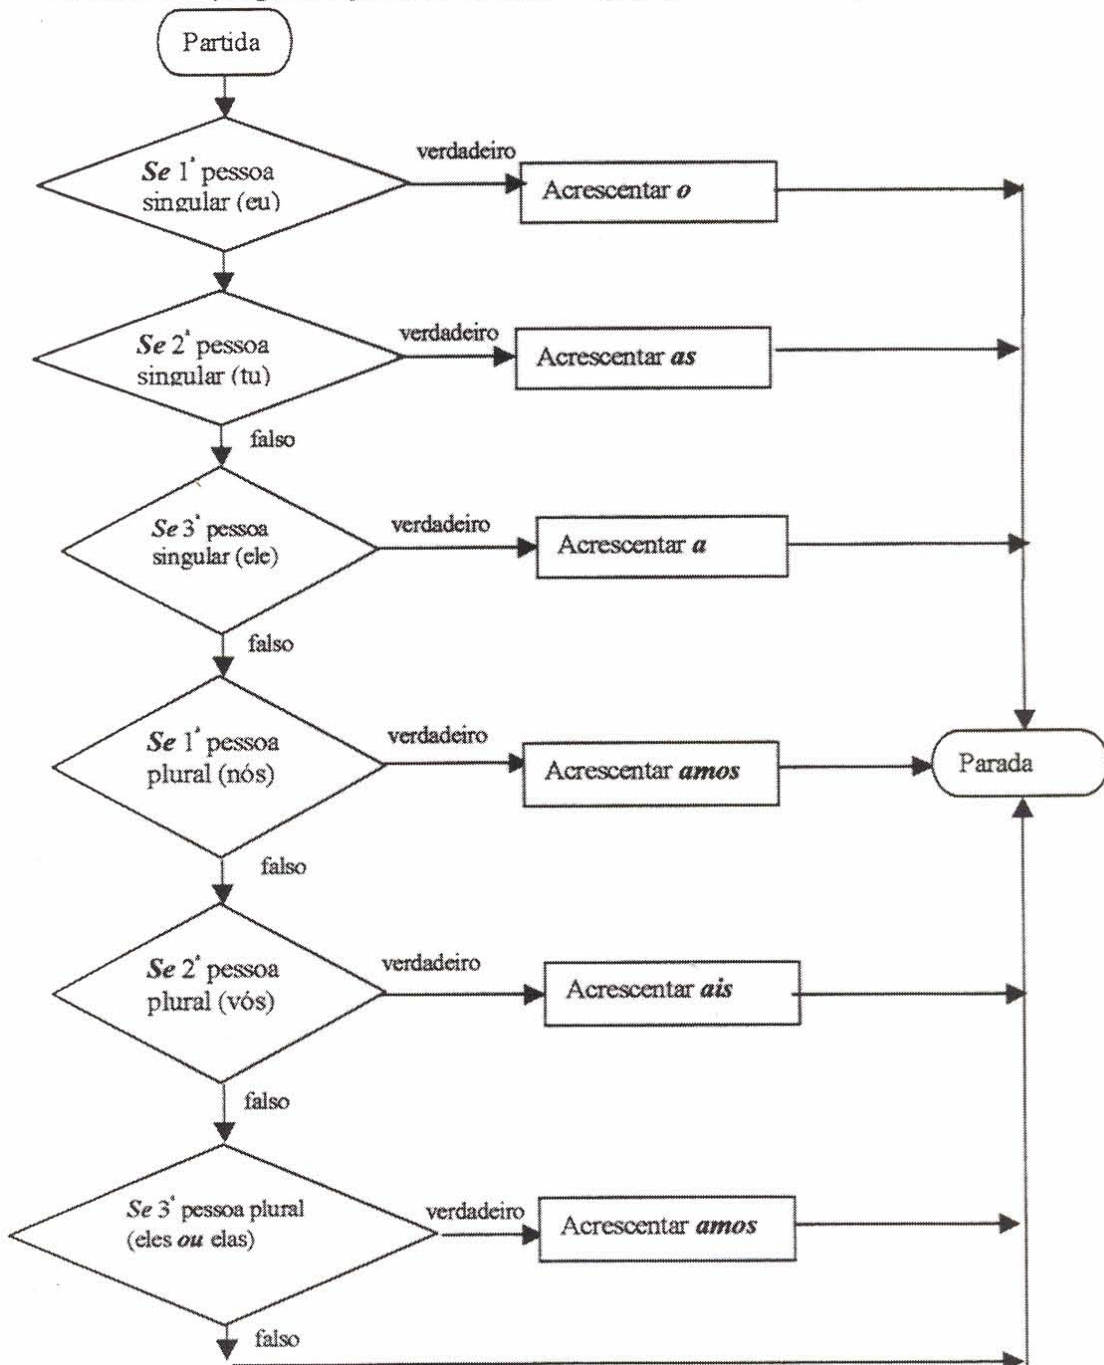 Partida
Se 1ª pessoa
singular (eu)
verdadeiro
Acrescentar o
Se 2ª pessoa
singular (tu)
verdadeiro
Acrescentar as
falso
Se 3ª pessoa
singular (ele)
verdadeiro
Acrescentar a
falso
Se 1ª pessoa
plural (nós)
verdadeiro
Acrescentar amos
Parada
falso
Se 2ª pessoa
plural (vós)
verdadeiro
Acrescentar ais
falso
Se 3ª pessoa plural
(eles ou elas)
verdadeiro
Acrescentar amos
falso